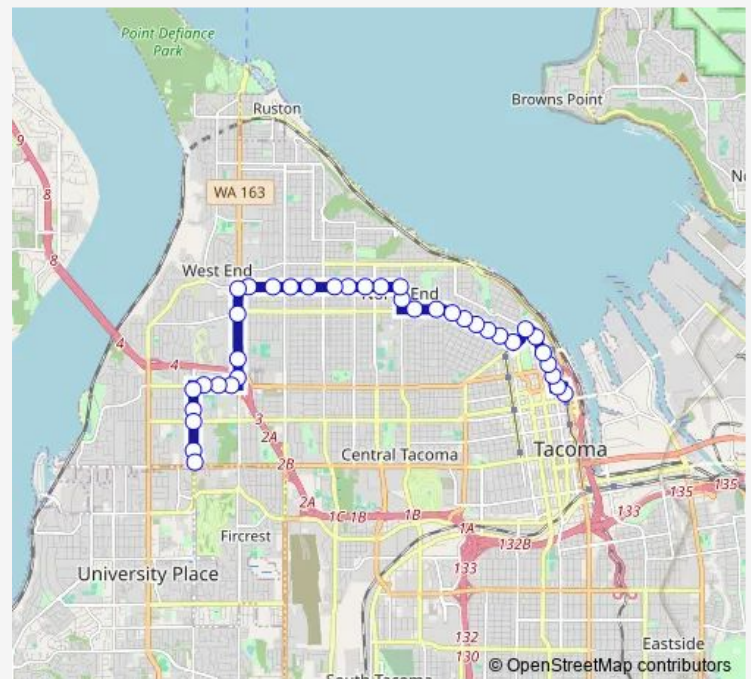 Point Defiance
Park
Ruston
Browns Point
9
8
WA 163
8
West End
End
4
4
3
2A
2B
Central Tacoma
Tacoma
2A
1C 1B
1B
1A
132B
133
135
135
Fircrest
133
University Place
132
130
Eastside
South Tacoma
© OpenStreetMap contributors